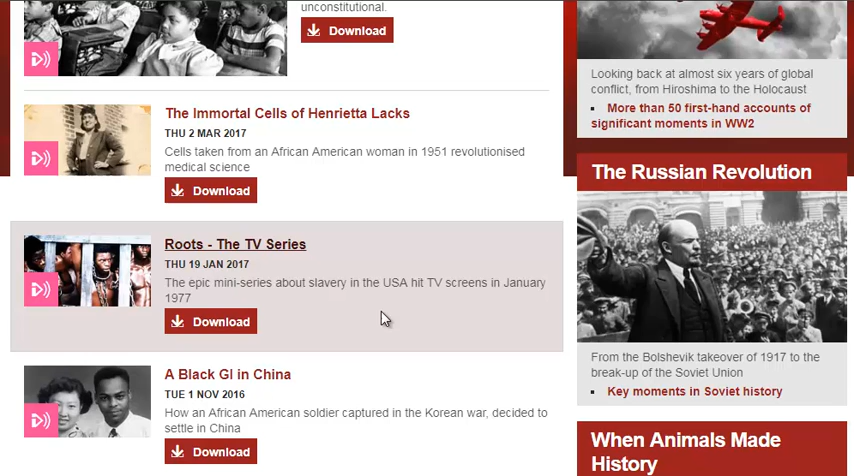 unconstitutional.
Download
The Immortal Cells of Henrietta Lacks
THU 2 MAR 2017
Cells taken from an African American woman in 1951 revolutionised
medical science
Download
Roots - The TV Series
THU 19 JAN 2017
The epic mini-series about slavery in the USA hit TV screens in January
1977
Download
A Black GI in China
TUE 1 NOV 2016
How an African American soldier captured in the Korean war, decided to
settle in China
Download
Looking back at almost six years of global
conflict, from Hiroshima to the Holocaust
More than 50 first-hand accounts of
significant moments in WW2
The Russian Revolution
From the Bolshevik takeover of 1917 to the
break-up of the Soviet Union
Key moments in Soviet history
When Animals Made
History